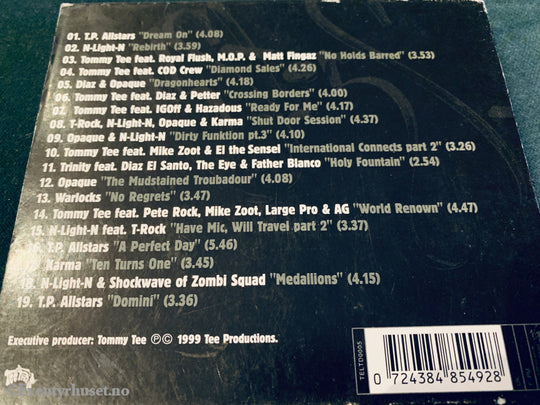 01. T.P. Allstars "Dream On" (4.08)
02. N-Light-N "Rebirth" (3.59)
03. Tommy Tee feat. Royal Flush, M.O.P. & Matt Fingaz "No Holds Barred" (3.53)
04. Tommy Tee feat. COD Crew "Diamond Sales" (4.26)
05. Diaz & Opaque "Dragonhearts" (4.18)
06. Tommy Tee feat. Diaz & Petter "Crossing Borders" (4.00)
07. Tommy Tee feat. IGOff & Hazadous "Ready For Me" (4.17)
08. T-Rock, N-Light-N, Opaque & Karma "Shut Door Session" (4.37)
09. Opaque & N-Light-N "Dirty Funktion pt.3" (4.10)
10. Tommy Tee feat. Mike Zoot & El the Sensei "International Connects part 2" (3.26)
11. Trinity feat. Diaz El Santo, The Eye & Father Blanco "Holy Fountain" (2.54)
12. Opaque "The Mudstained Troubadour" (4.08)
13. Warlocks "No Regrets" (3.47)
14. Tommy Tee feat. Pete Rock, Mike Zoot, Large Pro & AG "World Renown" (4.47)
15. N-Light-N feat. T-Rock "Have Mic, Will Travel part 2" (3.37)
16. T.P. Allstars "A Perfect Day" (5.46)
Karma "Ten Turns One" (3.45)
18. N-Light-N & Shockwave of Zombi Squad "Medallions" (4.15)
19. T.P. Allstars "Domini" (3.36)
Executive producer: Tommy Tee ℗© 1999 Tee Productions.
TELTD0005
0 724384 854928